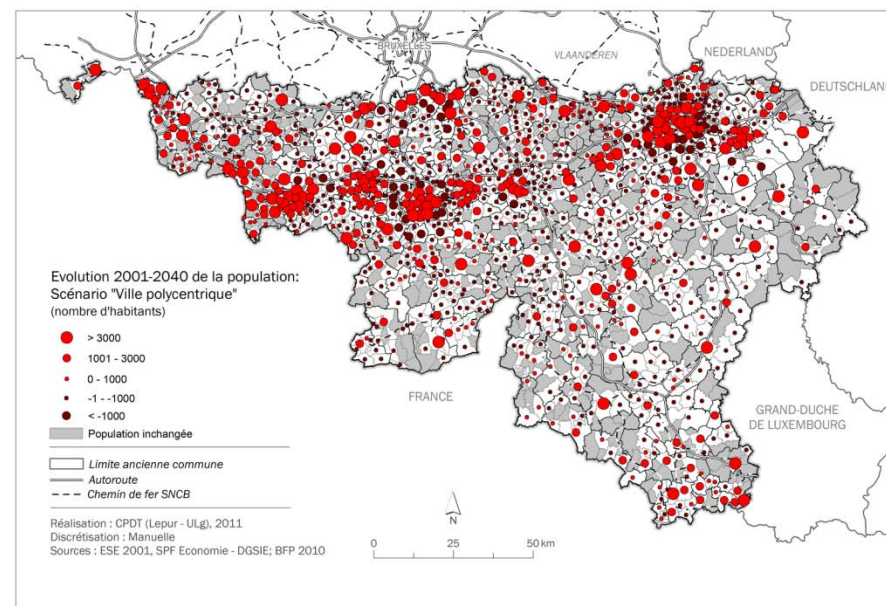 BRUXELLES
VLAANDEREN
NEDERLAND
DEUTSCHLAND
Evolution 2001-2040 de la population:
Scénario "Ville polycentrique"
(nombre d'habitants)
> 3000
1001 - 3000
0 - 1000
-1 - -1000
< -1000
Population inchangée
FRANCE
GRAND-DUCHE
DE LUXEMBOURG
Limite ancienne commune
Autoroute
Chemin de fer SNCB
Réalisation : CPDT (Lepur - ULg), 2011
Discrétisation : Manuelle
Sources : ESE 2001, SPF Economie - DGSIE; BFP 2010
N
0 25 50 km